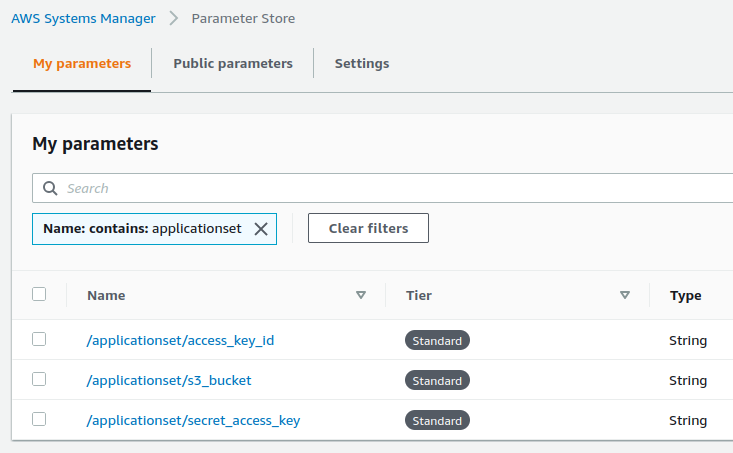 AWS Systems Manager > Parameter Store
My parameters Public parameters Settings
My parameters
Search
Name: contains: applicationset Clear filters
Name Tier Type
/applicationset/access_key_id Standard String
/applicationset/s3_bucket Standard String
/applicationset/secret_access_key Standard String